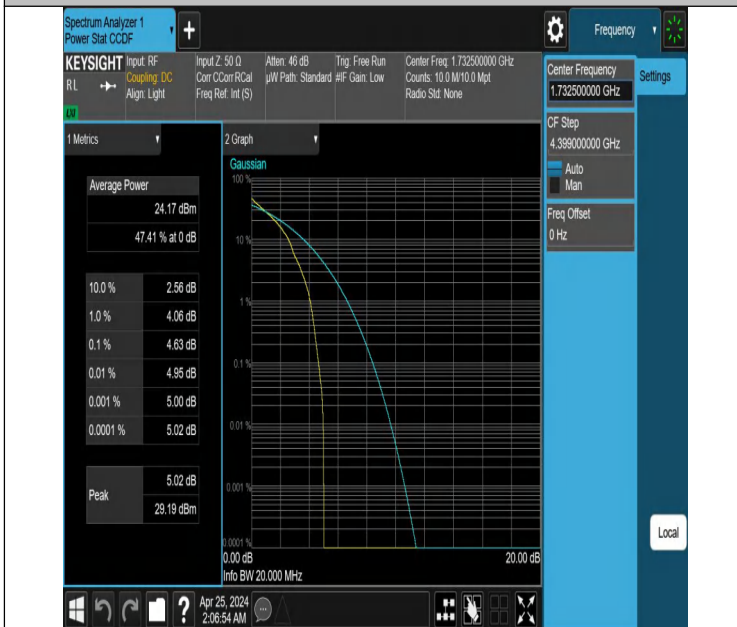 Spectrum Analyzer 1
Power Stat CCDF
+
Frequency
KEYSIGHT
RL
LXI
Input: RF
Coupling: DC
Align: Light
Input Z: 50 Ω
Corr CCorr RCal
Freq Ref: Int (S)
Atten: 46 dB
µW Path: Standard
Trig: Free Run
#IF Gain: Low
Center Freq: 1.732500000 GHz
Counts: 10.0 M/10.0 Mpt
Radio Std: None
Center Frequency
1.732500000 GHz
Settings
CF Step
4.399000000 GHz
Auto
Man
Freq Offset
0 Hz
1 Metrics
Average Power
24.17 dBm
47.41 % at 0 dB
10.0 % 2.56 dB
1.0 % 4.06 dB
0.1 % 4.63 dB
0.01 % 4.95 dB
0.001 % 5.00 dB
0.0001 % 5.02 dB
Peak
5.02 dB
29.19 dBm
2 Graph
Gaussian
100 %
10 %
1 %
0.1 %
0.01 %
0.001 %
0.0001 %
0.00 dB 20.00 dB
Info BW 20.000 MHz
Local
?
Apr 25, 2024
2:06:54 AM